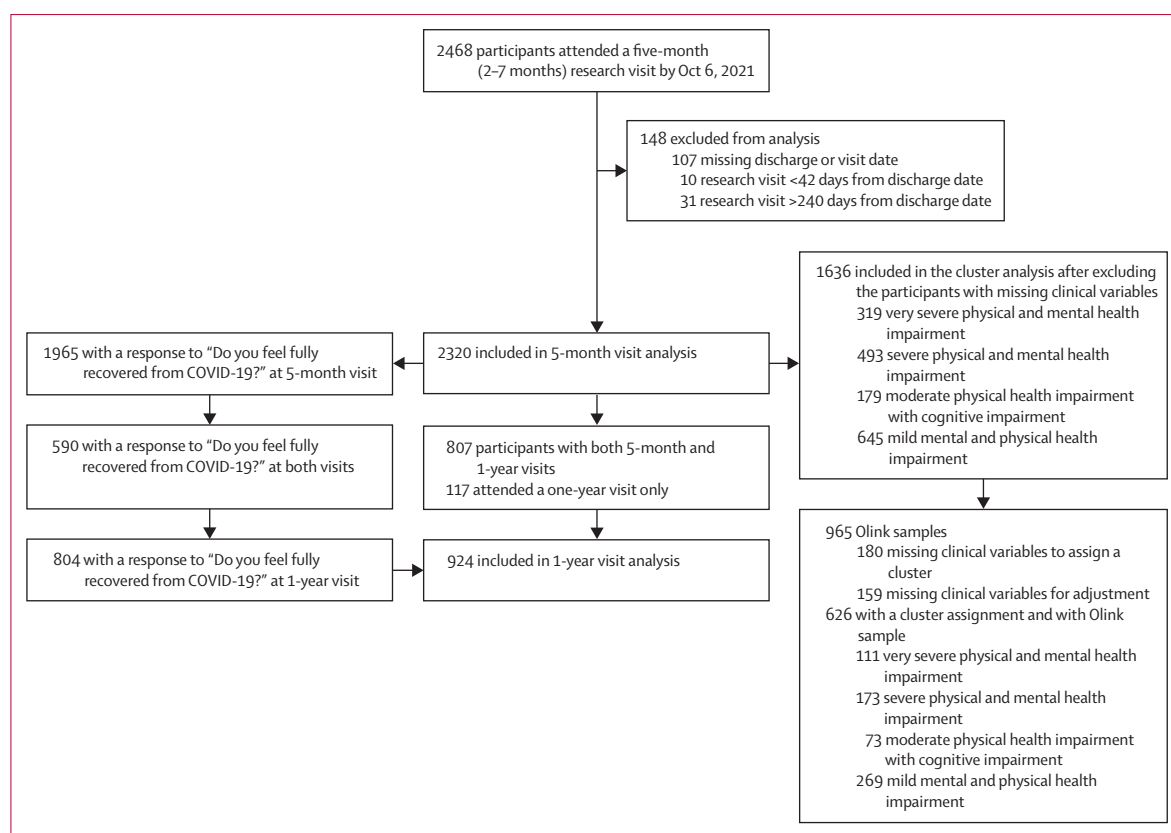 2468 participants attended a five-month
(2–7 months) research visit by Oct 6, 2021
148 excluded from analysis
107 missing discharge or visit date
10 research visit <42 days from discharge date
31 research visit >240 days from discharge date
1636 included in the cluster analysis after excluding
the participants with missing clinical variables
319 very severe physical and mental health
impairment
493 severe physical and mental health
impairment
179 moderate physical health impairment
with cognitive impairment
645 mild mental and physical health
impairment
1965 with a response to “Do you feel fully
recovered from COVID-19?” at 5-month visit
2320 included in 5-month visit analysis
590 with a response to “Do you feel fully
recovered from COVID-19?” at both visits
807 participants with both 5-month and
1-year visits
117 attended a one-year visit only
804 with a response to “Do you feel fully
recovered from COVID-19?” at 1-year visit
924 included in 1-year visit analysis
965 Olink samples
180 missing clinical variables to assign a
cluster
159 missing clinical variables for adjustment
626 with a cluster assignment and with Olink
sample
111 very severe physical and mental health
impairment
173 severe physical and mental health
impairment
73 moderate physical health impairment
with cognitive impairment
269 mild mental and physical health
impairment